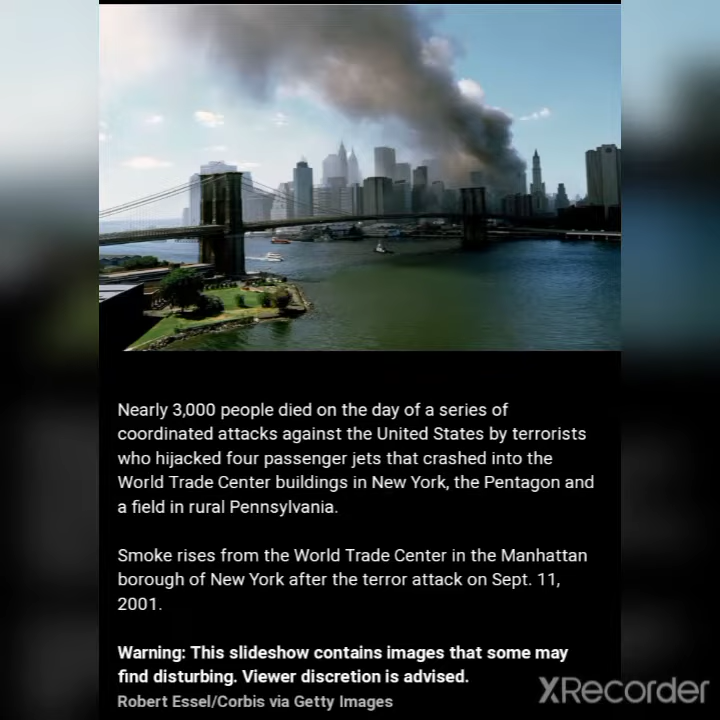 Nearly 3,000 people died on the day of a series of
coordinated attacks against the United States by terrorists
who hijacked four passenger jets that crashed into the
World Trade Center buildings in New York, the Pentagon and
a field in rural Pennsylvania.
Smoke rises from the World Trade Center in the Manhattan
borough of New York after the terror attack on Sept. 11,
2001.
Warning: This slideshow contains images that some may
find disturbing. Viewer discretion is advised.
Robert Essel/Corbis via Getty Images
XRecorder